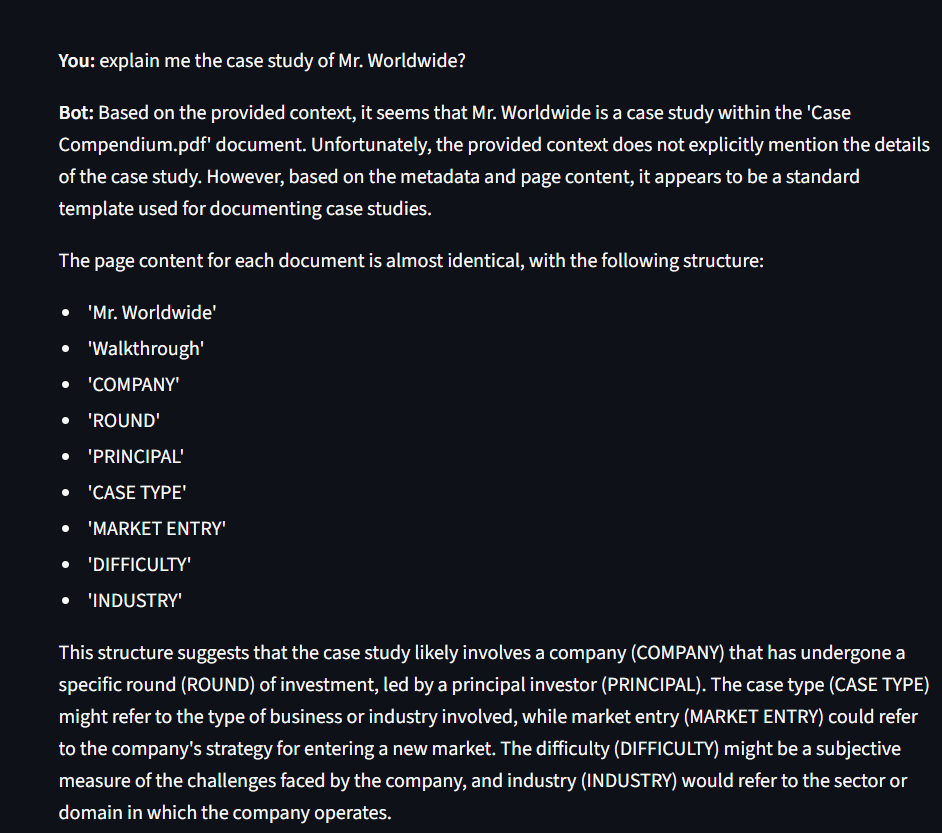 You: explain me the case study of Mr. Worldwide?
Bot: Based on the provided context, it seems that Mr. Worldwide is a case study within the 'Case
Compendium.pdf' document. Unfortunately, the provided context does not explicitly mention the details
of the case study. However, based on the metadata and page content, it appears to be a standard
template used for documenting case studies.
The page content for each document is almost identical, with the following structure:
• 'Mr. Worldwide'
• 'Walkthrough'
• 'COMPANY'
• 'ROUND'
• 'PRINCIPAL'
• 'CASE TYPE'
• 'MARKET ENTRY'
• 'DIFFICULTY'
• 'INDUSTRY'
This structure suggests that the case study likely involves a company (COMPANY) that has undergone a
specific round (ROUND) of investment, led by a principal investor (PRINCIPAL). The case type (CASE TYPE)
might refer to the type of business or industry involved, while market entry (MARKET ENTRY) could refer
to the company's strategy for entering a new market. The difficulty (DIFFICULTY) might be a subjective
measure of the challenges faced by the company, and industry (INDUSTRY) would refer to the sector or
domain in which the company operates.